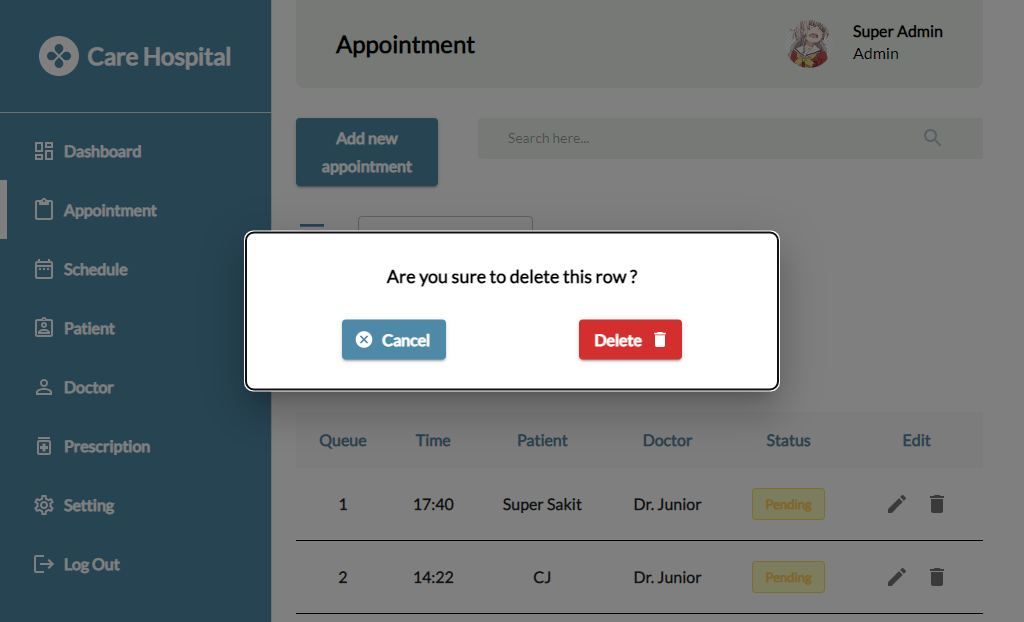 Care Hospital
Dashboard
Appointment
Schedule
Patient
Doctor
Prescription
Setting
Log Out
Appointment
Super Admin
Admin
Add new
appointment
Search here...
Are you sure to delete this row ?
Cancel
Delete
Queue Time Patient Doctor Status Edit
1 17:40 Super Sakit Dr. Junior Pending
2 14:22 CJ Dr. Junior Pending